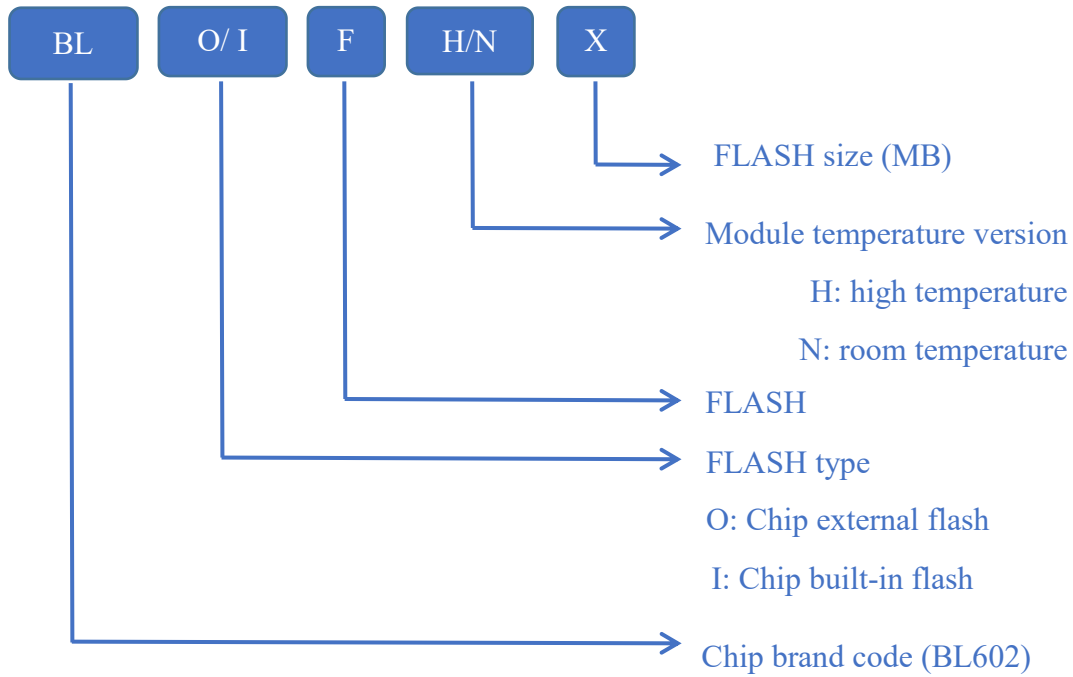 BL O/ I F H/N X
FLASH size (MB)
Module temperature version
H: high temperature
N: room temperature
FLASH
FLASH type
O: Chip external flash
I: Chip built-in flash
Chip brand code (BL602)